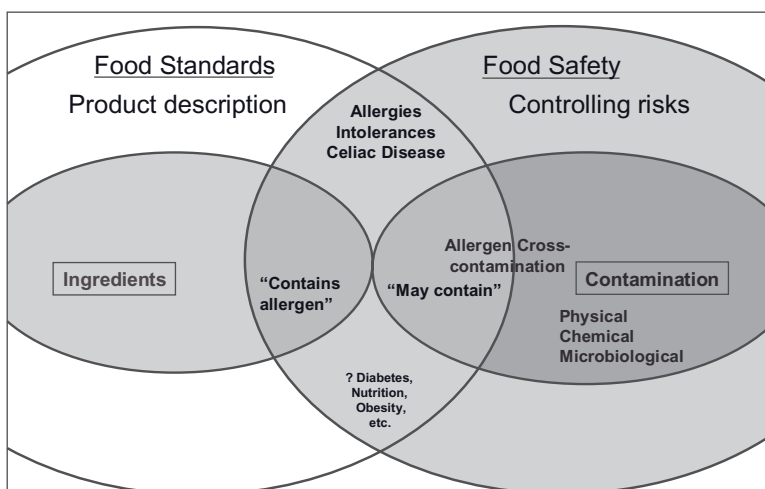 Food Standards
Product description
Food Safety
Controlling risks
Allergies
Intolerances
Celiac Disease
Ingredients
“Contains
allergen”
“May contain”
Allergen Cross-
contamination
Contamination
Physical
Chemical
Microbiological
? Diabetes,
Nutrition,
Obesity,
etc.